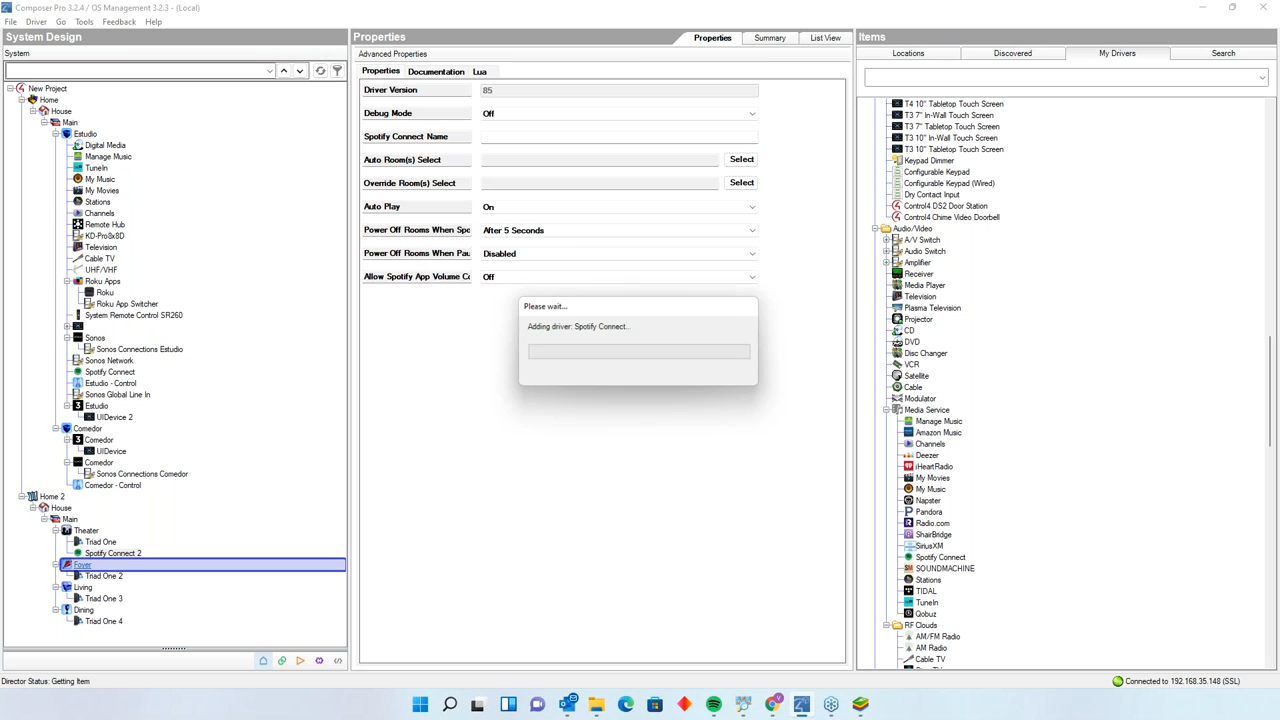 Composer Pro 3.2.4 / OS Management 3.2.3 - (Local)
File Driver Go Tools Feedback Help
System Design
System
New Project
Home
House
Main
Estudio
Digital Media
Manage Music
TuneIn
My Music
My Movies
Stations
Channels
Remote Hub
KD-Pro8x8D
Television
Cable TV
UHF/VHF
Roku Apps
Roku
Roku App Switcher
System Remote Control SR260
Sonos
Sonos Connections Estudio
Sonos Network
Spotify Connect
Estudio - Control
Sonos Global Line In
Estudio
UIDevice 2
Comedor
Comedor
UIDevice
Comedor
Sonos Connections Comedor
Comedor - Control
Home 2
House
Main
Theater
Triad One
Spotify Connect 2
Foyer
Triad One 2
Living
Triad One 3
Dining
Triad One 4
Properties
Properties Summary List View
Advanced Properties
Properties Documentation Lua
Driver Version 85
Debug Mode Off
Spotify Connect Name
Auto Room(s) Select Select
Override Room(s) Select Select
Auto Play On
Power Off Rooms When Spo After 5 Seconds
Power Off Rooms When Pau Disabled
Allow Spotify App Volume Co Off
Please wait...
Adding driver: Spotify Connect...
Items
Locations Discovered My Drivers Search
T4 10" Tabletop Touch Screen
T3 7" In-Wall Touch Screen
T3 7" Tabletop Touch Screen
T3 10" In-Wall Touch Screen
T3 10" Tabletop Touch Screen
Keypad Dimmer
Configurable Keypad
Configurable Keypad (Wired)
Dry Contact Input
Control4 DS2 Door Station
Control4 Chime Video Doorbell
Audio/Video
A/V Switch
Audio Switch
Amplifier
Receiver
Media Player
Television
Plasma Television
Projector
CD
DVD
Disc Changer
VCR
Satellite
Cable
Modulator
Media Service
Manage Music
Amazon Music
Channels
Deezer
iHeartRadio
My Movies
My Music
Napster
Pandora
Radio.com
ShairBridge
SiriusXM
Spotify Connect
SOUNDMACHINE
Stations
TIDAL
TuneIn
Qobuz
RF Clouds
AM/FM Radio
AM Radio
Cable TV
Director Status: Getting Item
Connected to 192.168.35.148 (SSL)